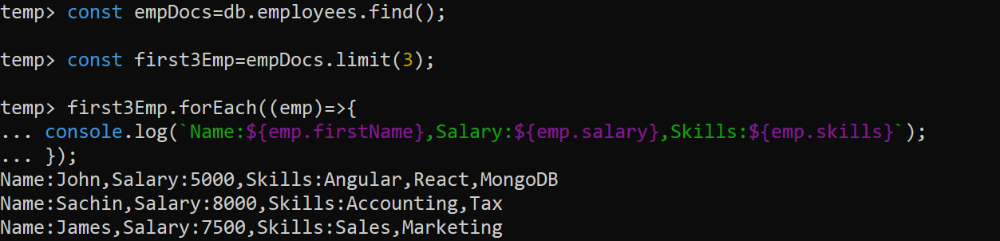 temp> const empDocs=db.employees.find();
temp> const first3Emp=empDocs.limit(3);
temp> first3Emp.forEach((emp)=>{
... console.log(`Name:${emp.firstName},Salary:${emp.salary},Skills:${emp.skills}`);
... });
Name:John,Salary:5000,Skills:Angular,React,MongoDB
Name:Sachin,Salary:8000,Skills:Accounting,Tax
Name:James,Salary:7500,Skills:Sales,Marketing